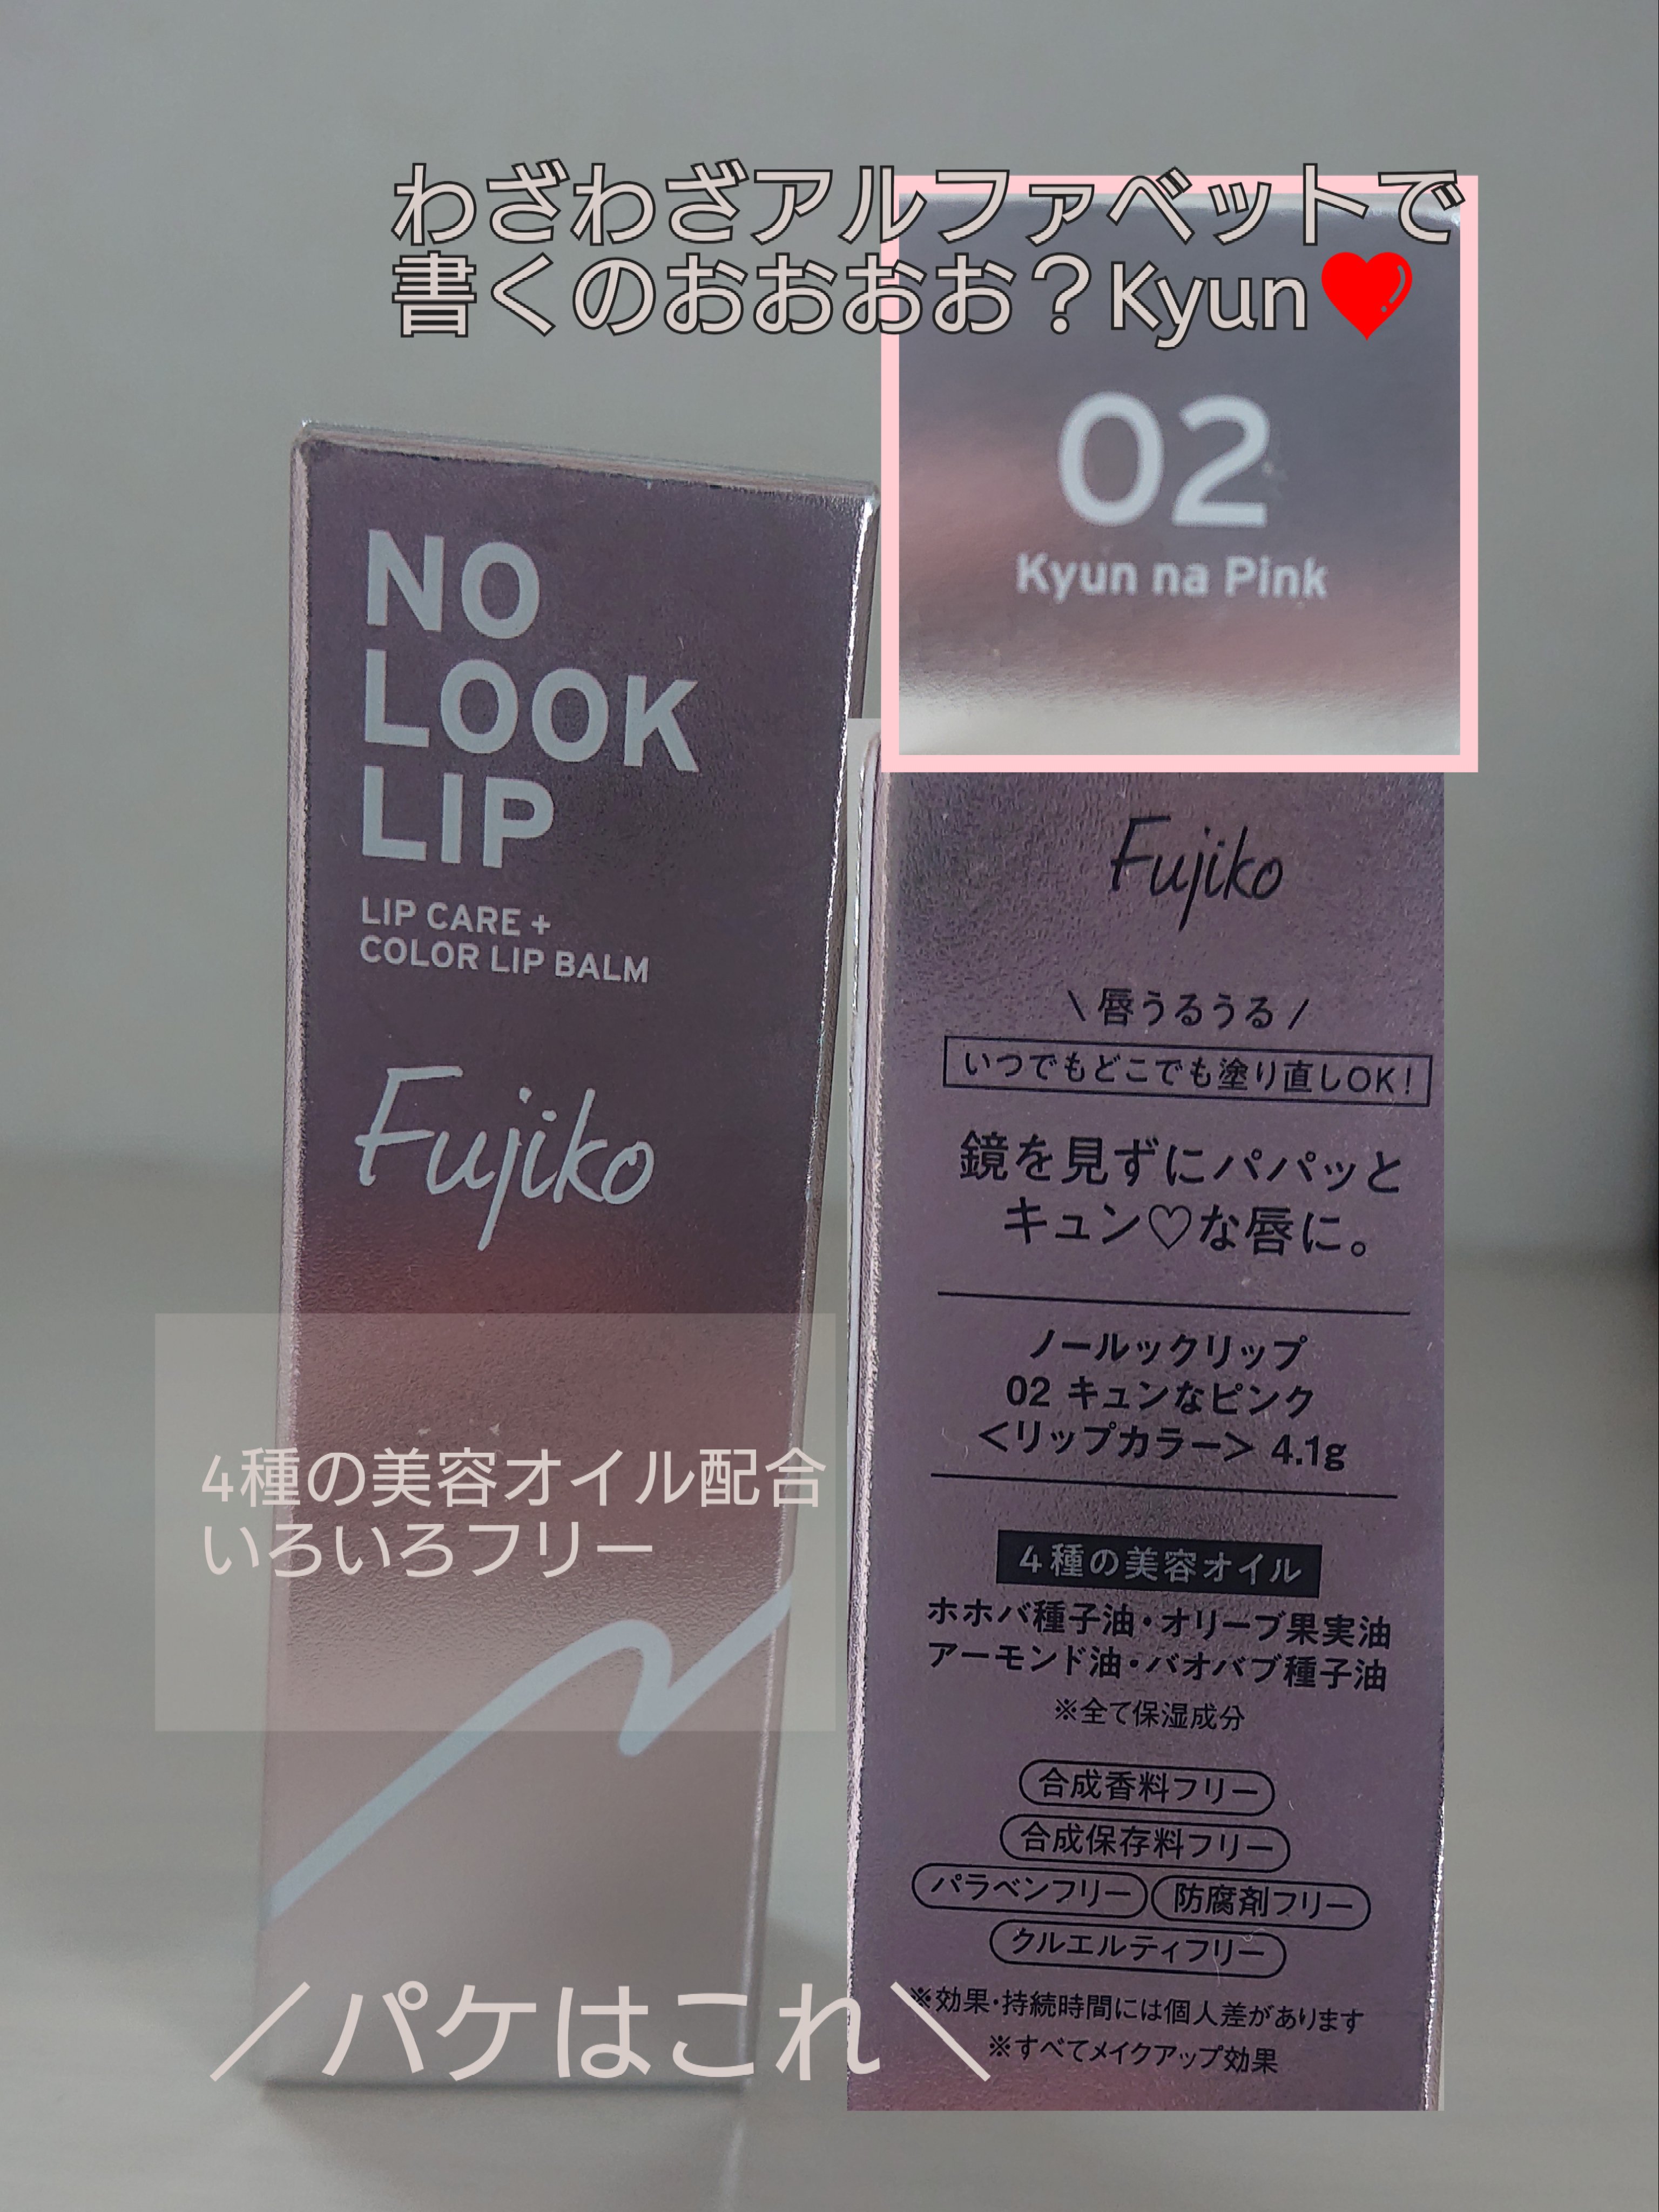 わざわざアルファベットで
書くのおおおお？Kyun❤
02
Kyun na Pink
NO
LOOK
LIP
LIP CARE +
COLOR LIP BALM
Fujiko
4種の美容オイル配合
いろいろフリー
Fujiko
\ 唇うるうる /
いつでもどこでも塗り直しOK!
鏡を見ずにパパッと
キュン♡な唇に。
ノールックリップ
02 キュンなピンク
<リップカラー> 4.1g
4種の美容オイル
ホホバ種子油・オリーブ果実油
アーモンド油・バオバブ種子油
※全て保湿成分
合成香料フリー
合成保存料フリー
パラベンフリー 防腐剤フリー
クルエルティフリー
※効果・持続時間には個人差があります
※すべてメイクアップ効果
／パケはこれ＼